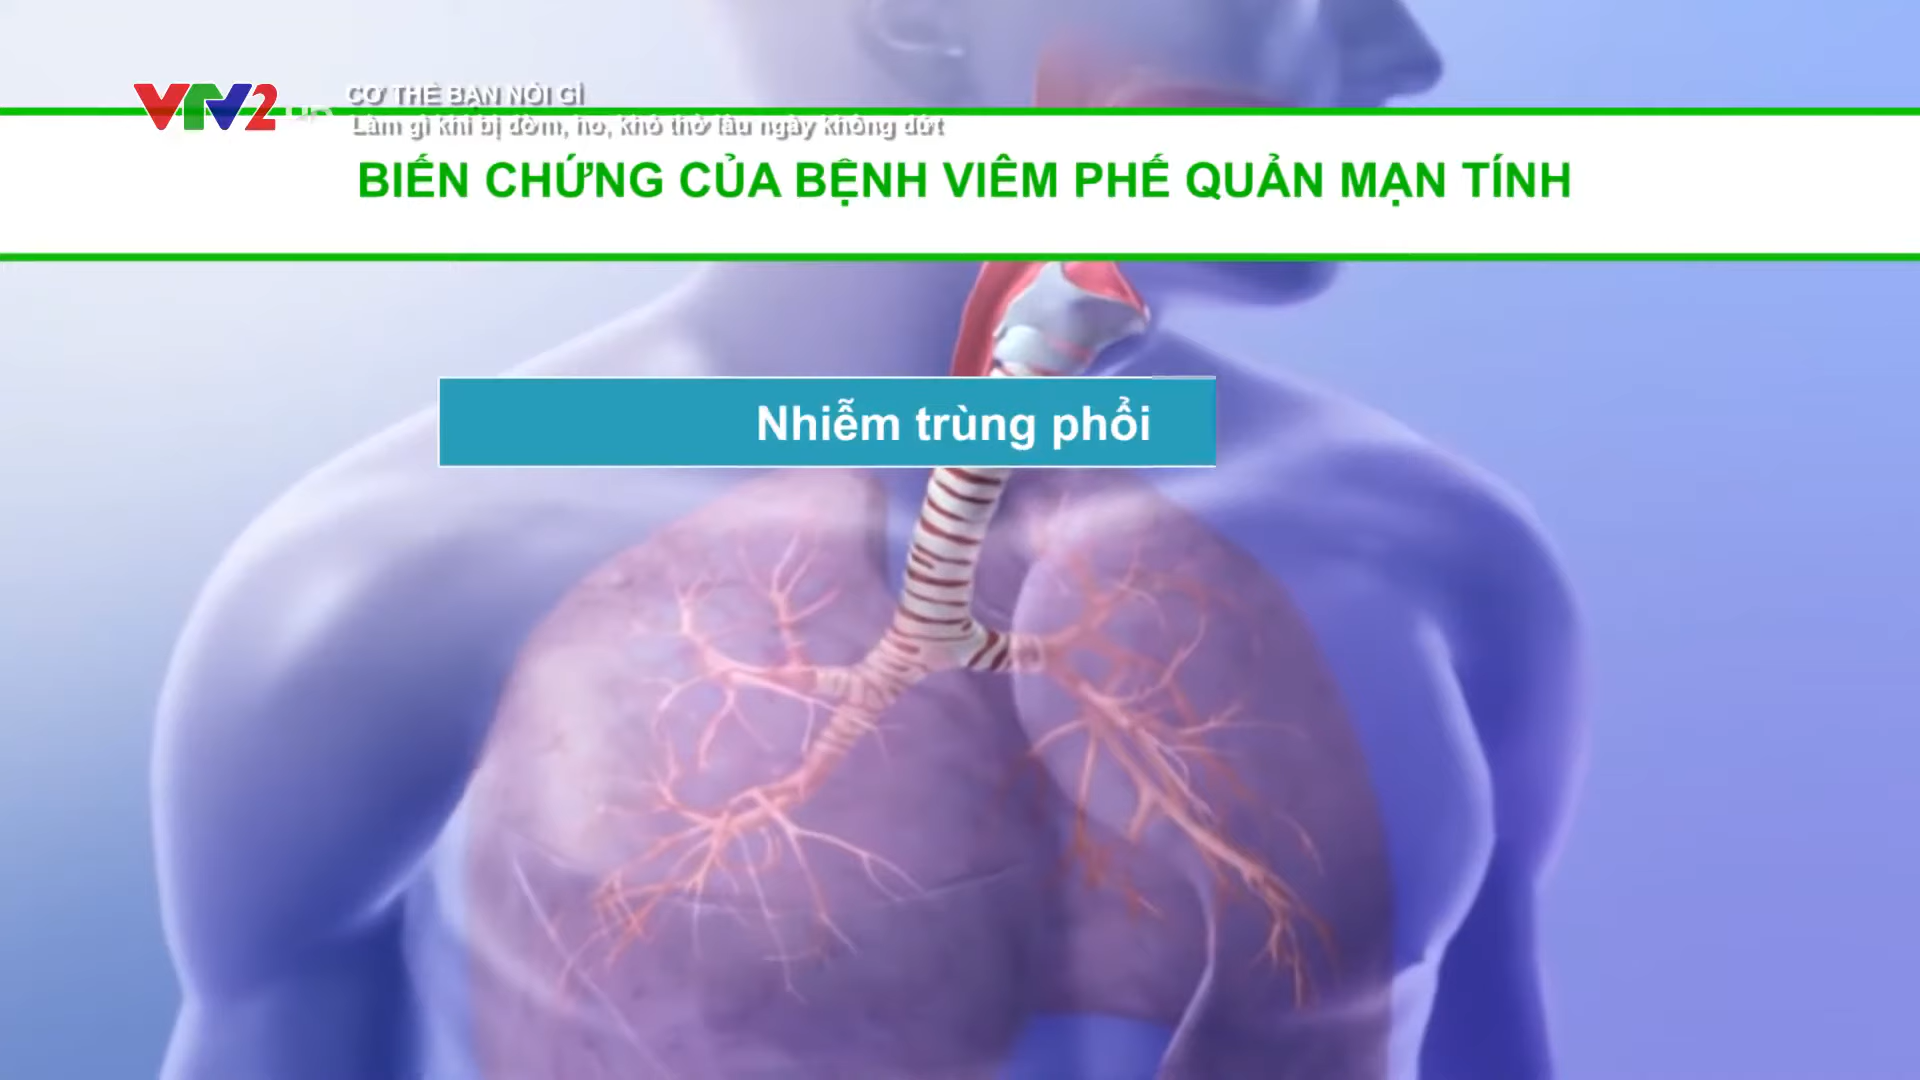 VTV2 HD
CƠ THỂ BẠN NÓI GÌ
Làm gì khi bị đờm, ho, khó thở lâu ngày không dứt
BIẾN CHỨNG CỦA BỆNH VIÊM PHẾ QUẢN MẠN TÍNH
Nhiễm trùng phổi